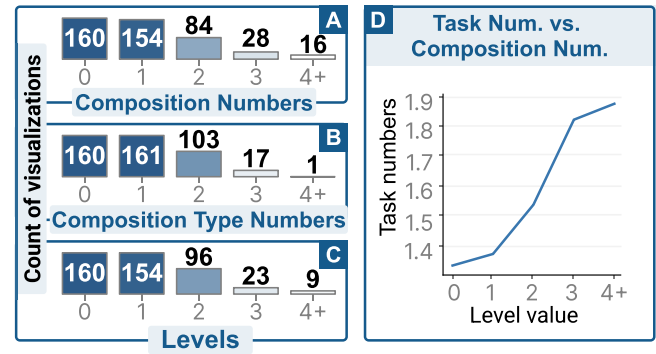 Count of visualizations
A
160 154 84 28 16
0 1 2 3 4+
Composition Numbers
B
160 161 103 17 1
0 1 2 3 4+
Composition Type Numbers
C
160 154 96 23 9
0 1 2 3 4+
Levels
D
Task Num. vs.
Composition Num.
Task numbers
1.9
1.8
1.7
1.6
1.5
1.4
0 1 2 3 4+
Level value